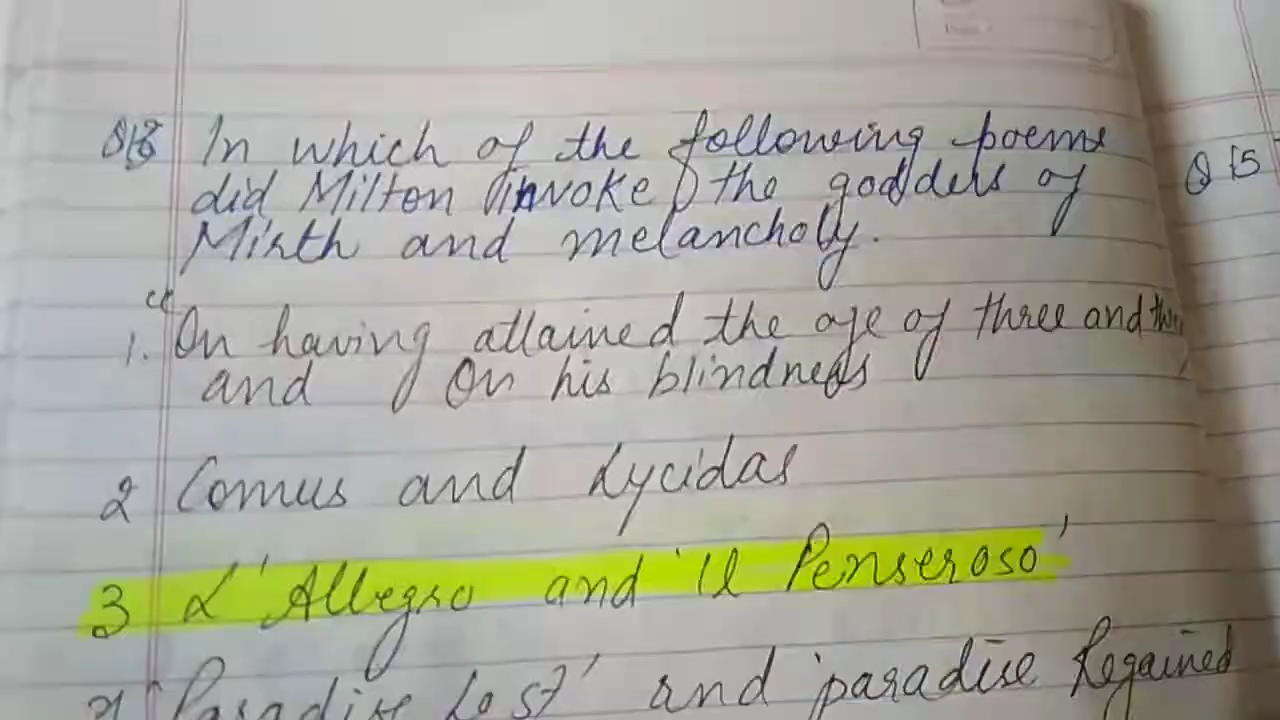 In which of the following poems
did Milton invoke the goddess of
Mirth and melancholy.
1. "On having attained the age of three and
and On his blindness
2 Comus and Lycidas
3 L'Allegro and 'Il Penseroso'
Paradise Lost' and 'paradise Regained
Q 15